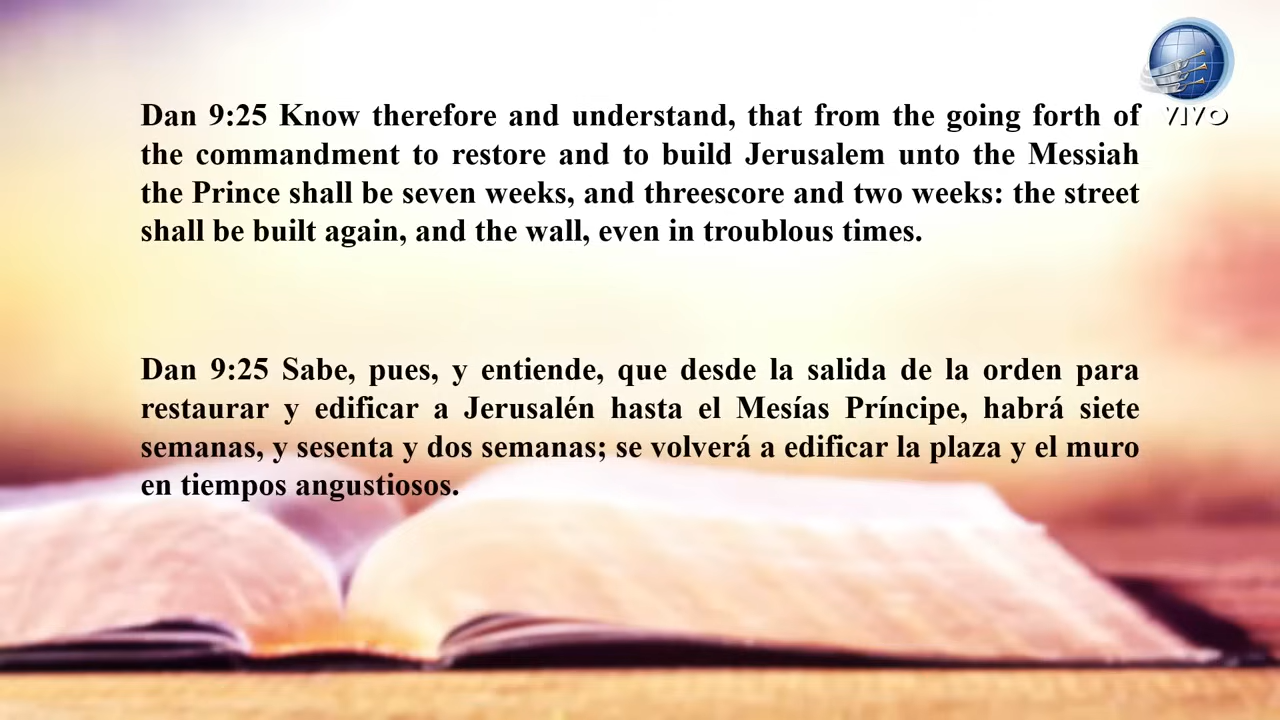 Dan 9:25 Know therefore and understand, that from the going forth of
the commandment to restore and to build Jerusalem unto the Messiah
the Prince shall be seven weeks, and threescore and two weeks: the street
shall be built again, and the wall, even in troublous times.
VIVO
Dan 9:25 Sabe, pues, y entiende, que desde la salida de la orden para
restaurar y edificar a Jerusalén hasta el Mesías Príncipe, habrá siete
semanas, y sesenta y dos semanas; se volverá a edificar la plaza y el muro
en tiempos angustiosos.